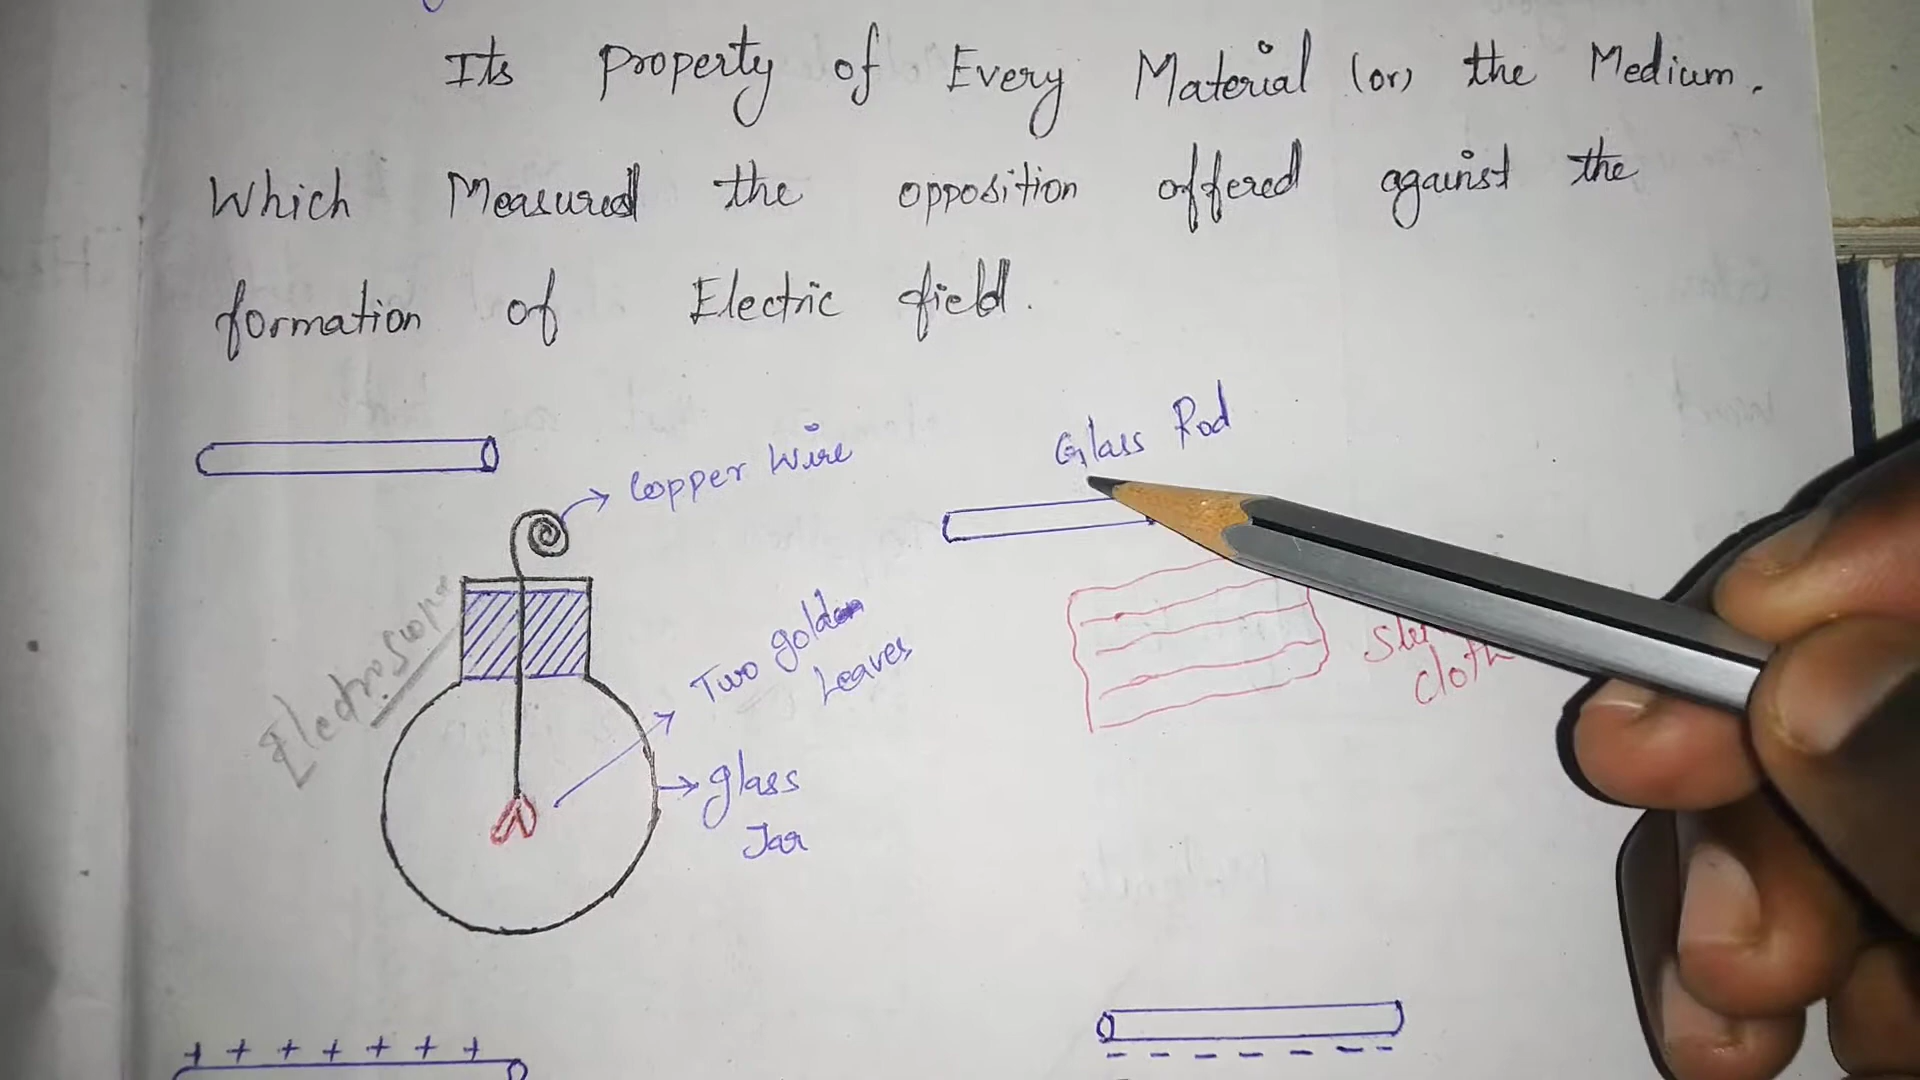 Its property of Every Material (or) the Medium.
Which Measured the opposition offered against the
formation of Electric field.
Glass Rod
Copper Wire
Electroscope
Two golden
Leaves
cloth
glass
Jar
+ + + + + + +
- - - - - - -